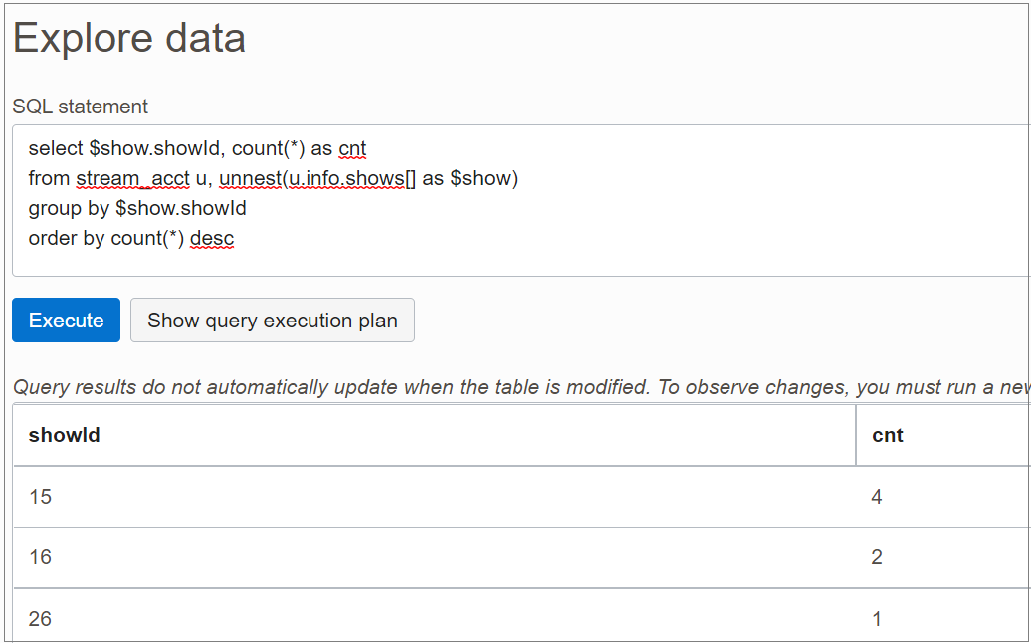 Explore data
SQL statement
select $show.showId, count(*) as cnt
from stream_acct u, unnest(u.info.shows[] as $show)
group by $show.showId
order by count(*) desc
Execute Show query execution plan
Query results do not automatically update when the table is modified. To observe changes, you must run a new
showId cnt
15 4
16 2
26 1